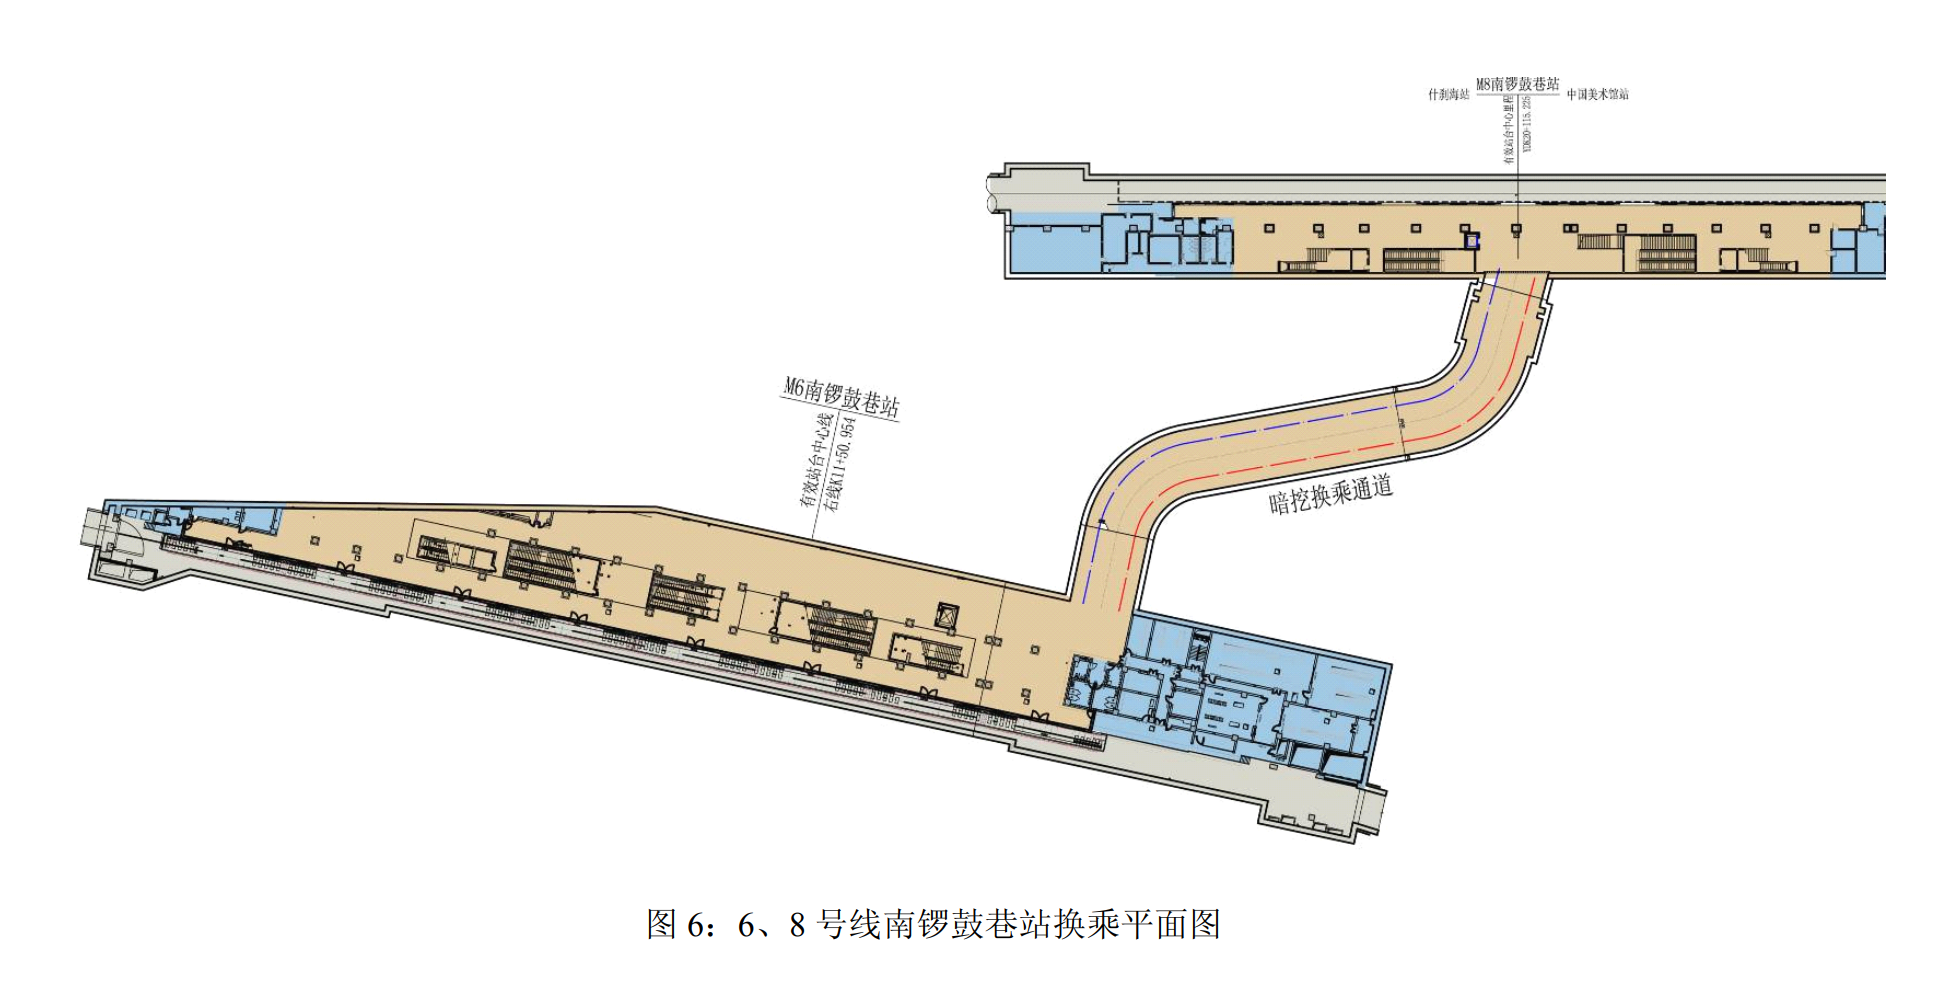 M8南锣鼓巷站
什刹海站
中国美术馆站
有效站台中心里程
YDK20+115.225
M6南锣鼓巷站
有效站台中心线
右线K11+50.954
暗挖换乘通道
图 6：6、8 号线南锣鼓巷站换乘平面图